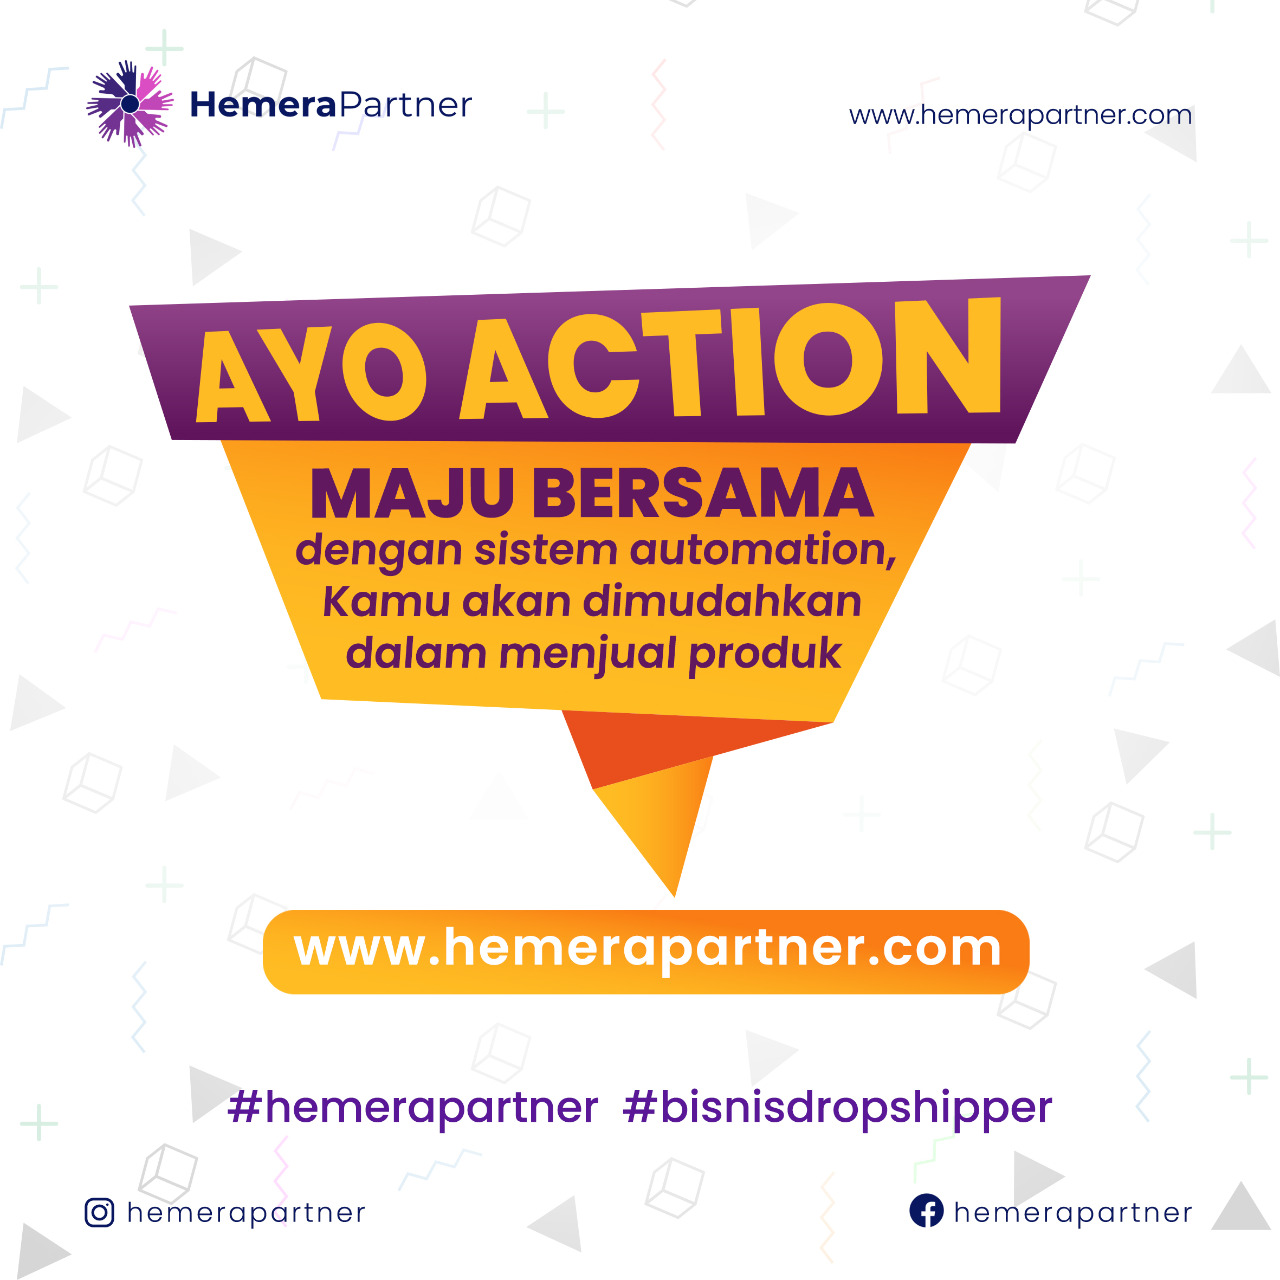 HemeraPartner
www.hemerapartner.com
AYO ACTION
MAJU BERSAMA
dengan sistem automation,
Kamu akan dimudahkan
dalam menjual produk
www.hemerapartner.com
#hemerapartner #bisnisdropshipper
hemerapartner
hemerapartner